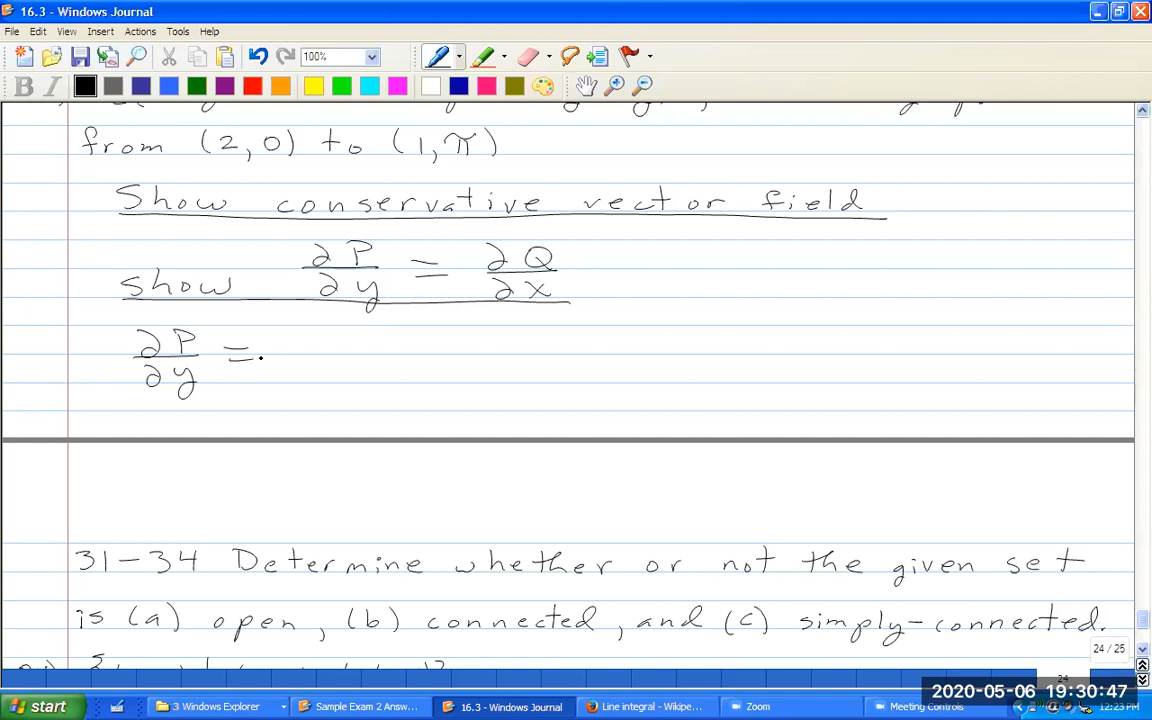 16.3 - Windows Journal
File Edit View Insert Actions Tools Help
100%
B I
from (2,0) to (1,π)
Show conservative vector field
show ∂P/∂y = ∂Q/∂x
∂P/∂y =
31-34 Determine whether or not the given set
is (a) open, (b) connected, and (c) simply-connected.
24 / 25
24
2020-05-06 19:30:47
start 3 Windows Explorer Sample Exam 2 Answ... 16.3 - Windows Journal Line integral - Wikipe... Zoom Meeting Controls 12:23 PM